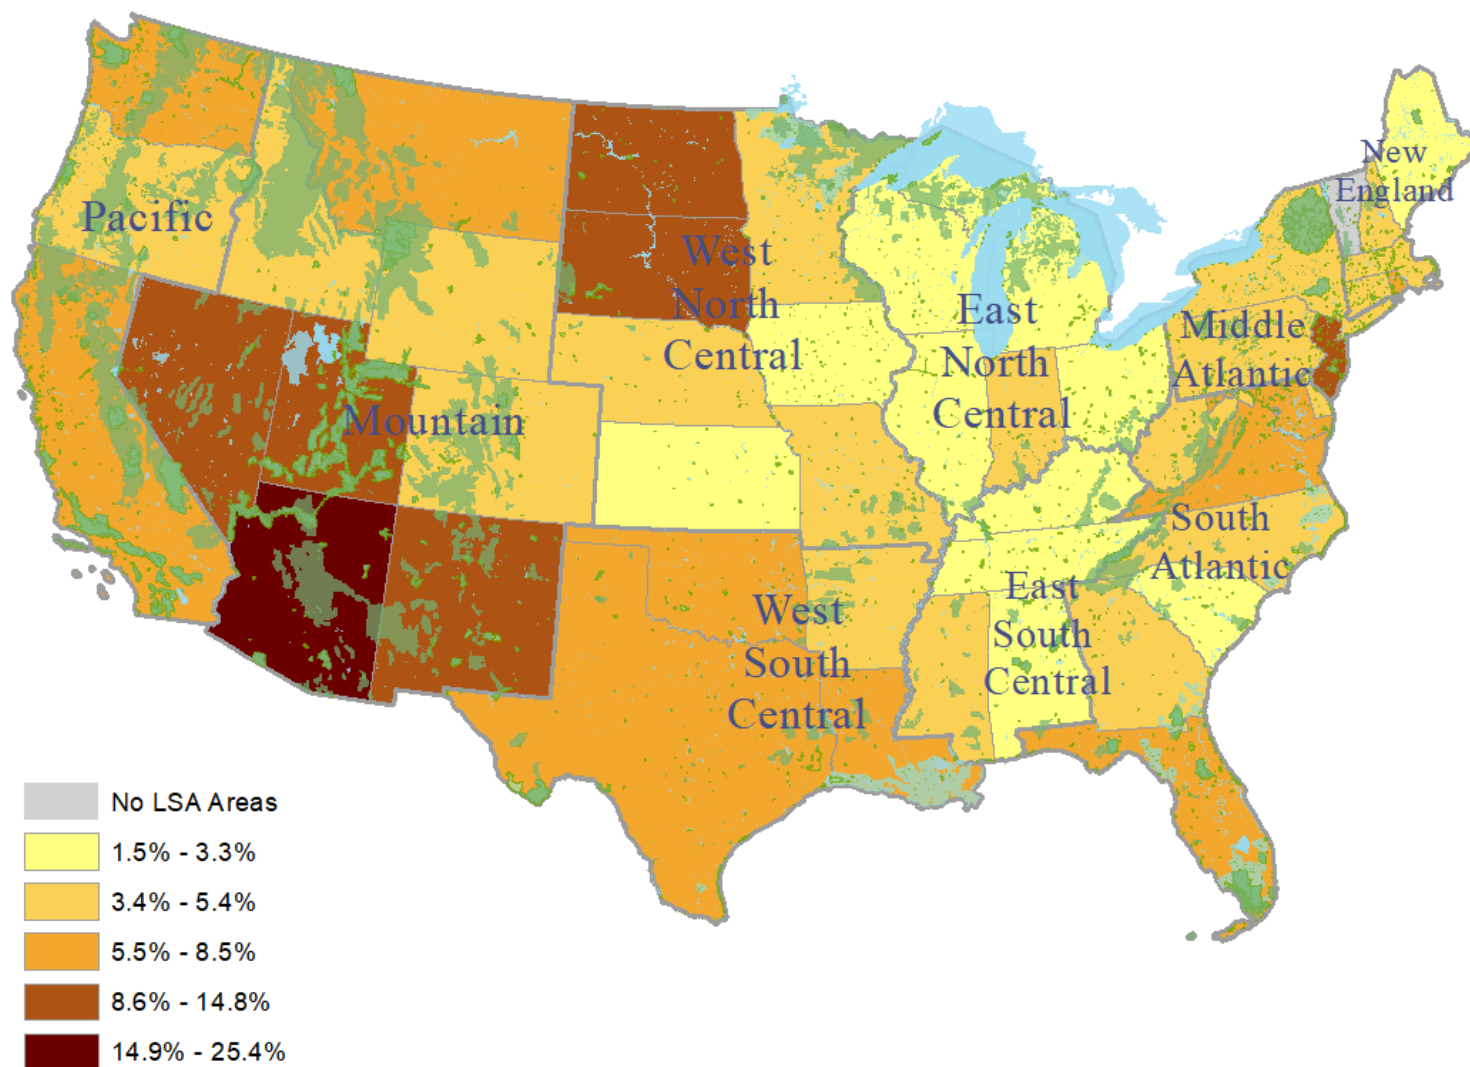 New
England
Pacific
West
North
Central
East
North
Central
Middle
Atlantic
Mountain
South
Atlantic
West
South
Central
East
South
Central
No LSA Areas
1.5% - 3.3%
3.4% - 5.4%
5.5% - 8.5%
8.6% - 14.8%
14.9% - 25.4%